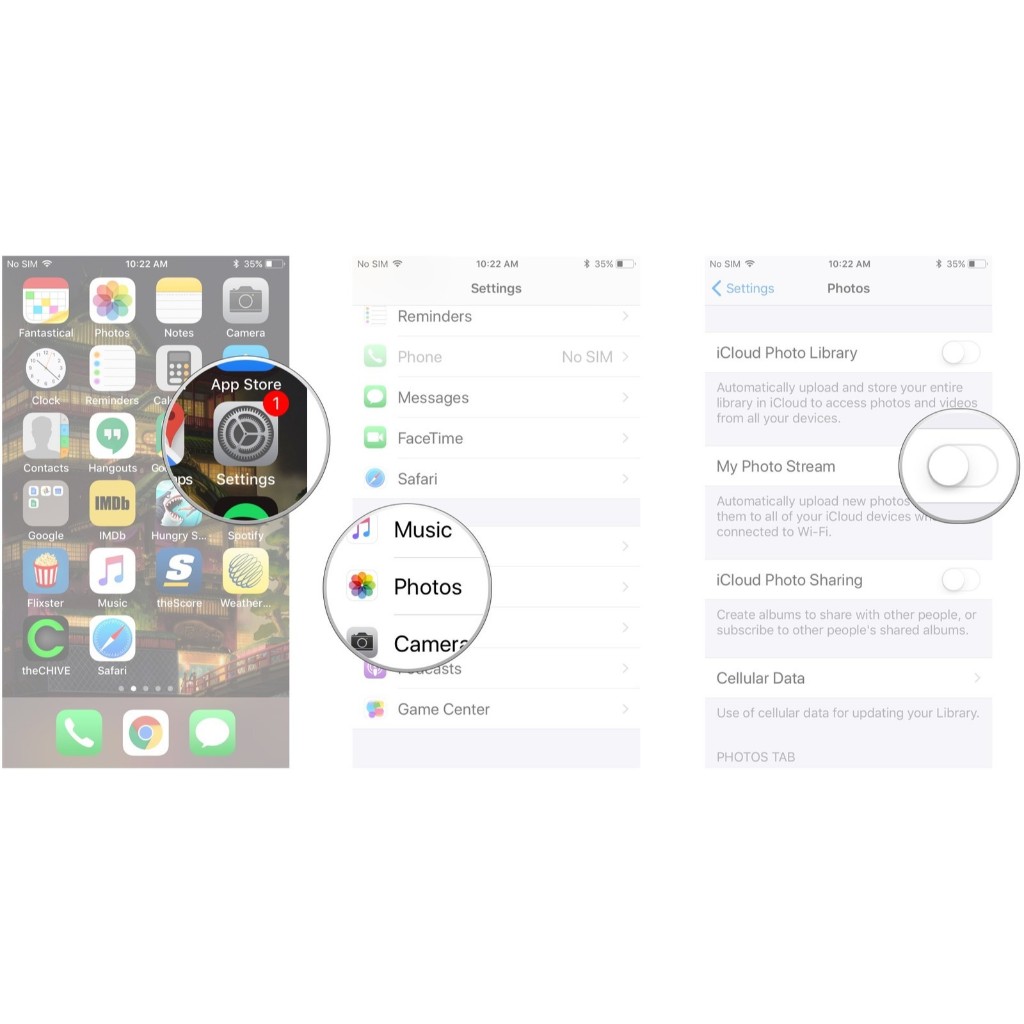 No SIM 10:22 AM 35%
Fantastical Photos Notes Camera
Clock Reminders Cal
App Store
1
Contacts Hangouts Go ps Settings
Google IMDb Hungry S... Spotify
IMDb
Flixster Music theScore Weather...
theCHIVE Safari
No SIM 10:22 AM 35%
Settings
Reminders
Phone No SIM
Messages
FaceTime
Safari
Music
Photos
Camera
Podcasts
Game Center
No SIM 10:22 AM 35%
Settings Photos
iCloud Photo Library
Automatically upload and store your entire
library in iCloud to access photos and videos
from all your devices.
My Photo Stream
Automatically upload new photos
them to all of your iCloud devices wh
connected to Wi-Fi.
iCloud Photo Sharing
Create albums to share with other people, or
subscribe to other people's shared albums.
Cellular Data
Use of cellular data for updating your Library.
PHOTOS TAB